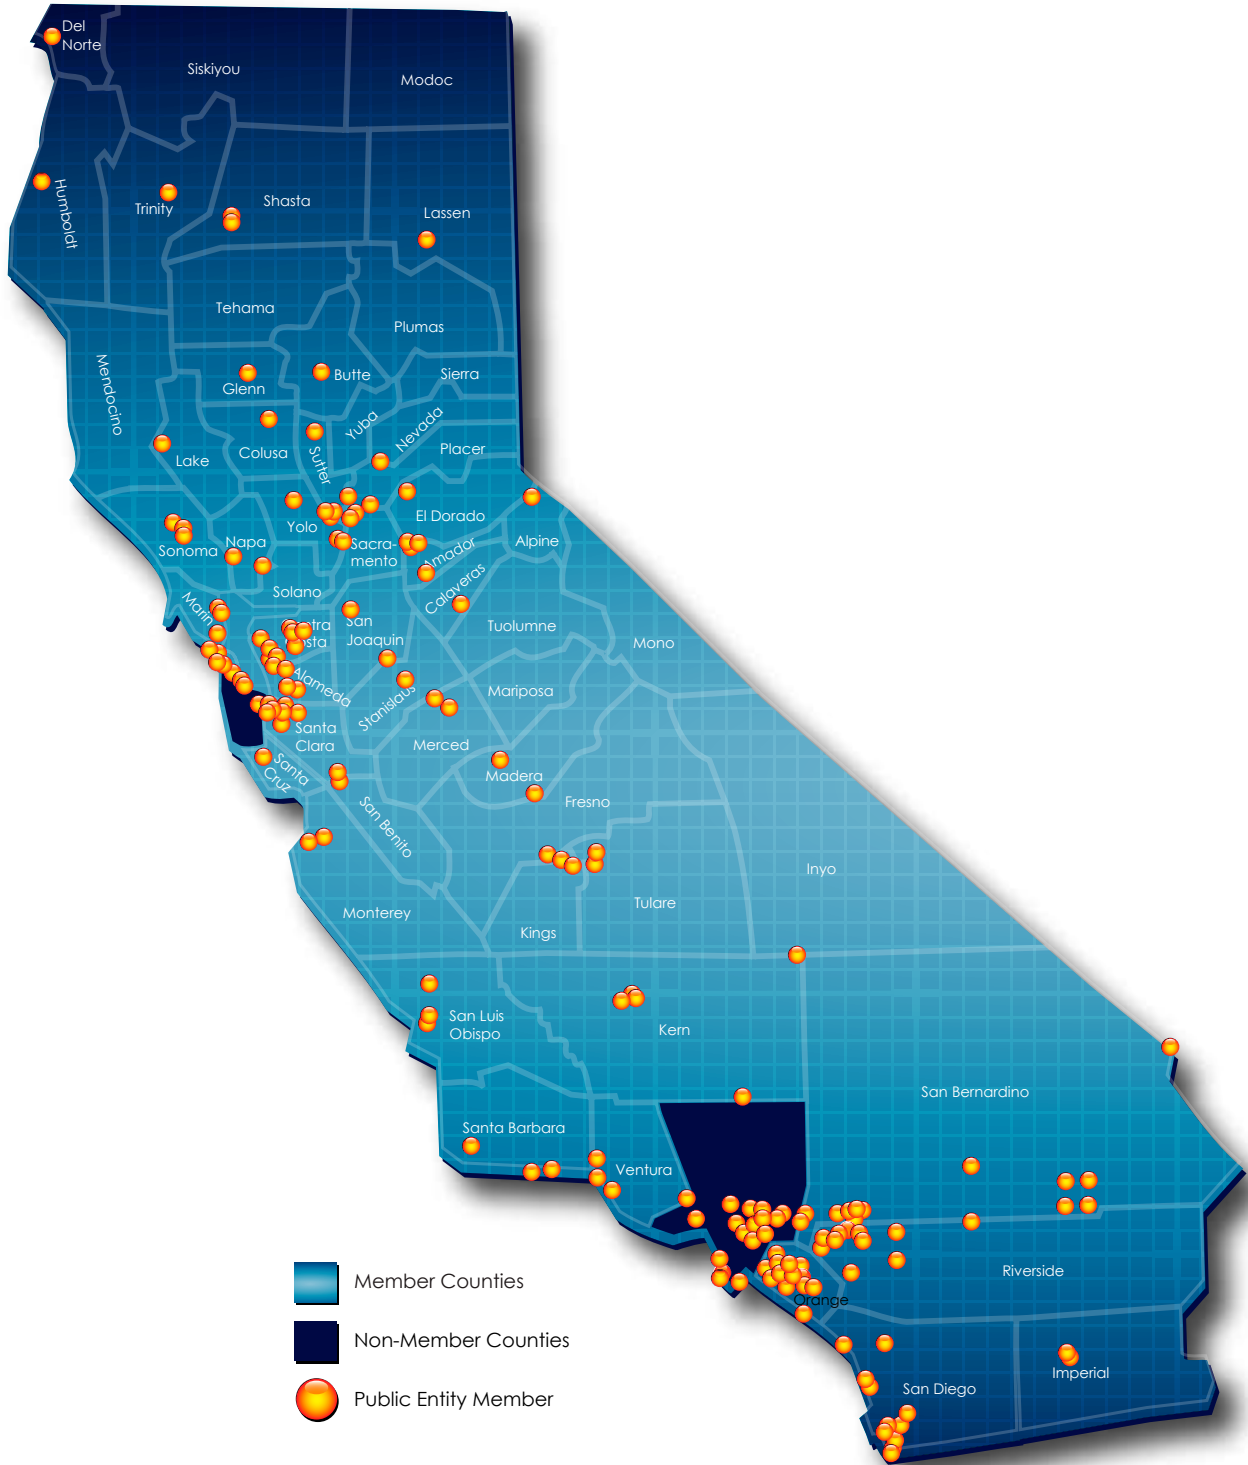 Del
Norte
Siskiyou
Modoc
Humboldt
Trinity
Shasta
Lassen
Tehama
Plumas
Mendocino
Glenn
Butte
Sierra
Yuba
Nevada
Lake
Colusa
Sutter
Placer
Yolo
El Dorado
Sonoma
Napa
Sacra-
mento
Amador
Alpine
Solano
Calaveras
Marin
San
Joaquin
Tuolumne
Mono
Alameda
Stanislaus
Mariposa
Santa
Clara
Merced
Santa
Cruz
Madera
San Benito
Fresno
Inyo
Monterey
Tulare
Kings
San Luis
Obispo
Kern
San Bernardino
Santa Barbara
Ventura
Riverside
Orange
San Diego
Imperial
Member Counties
Non-Member Counties
Public Entity Member